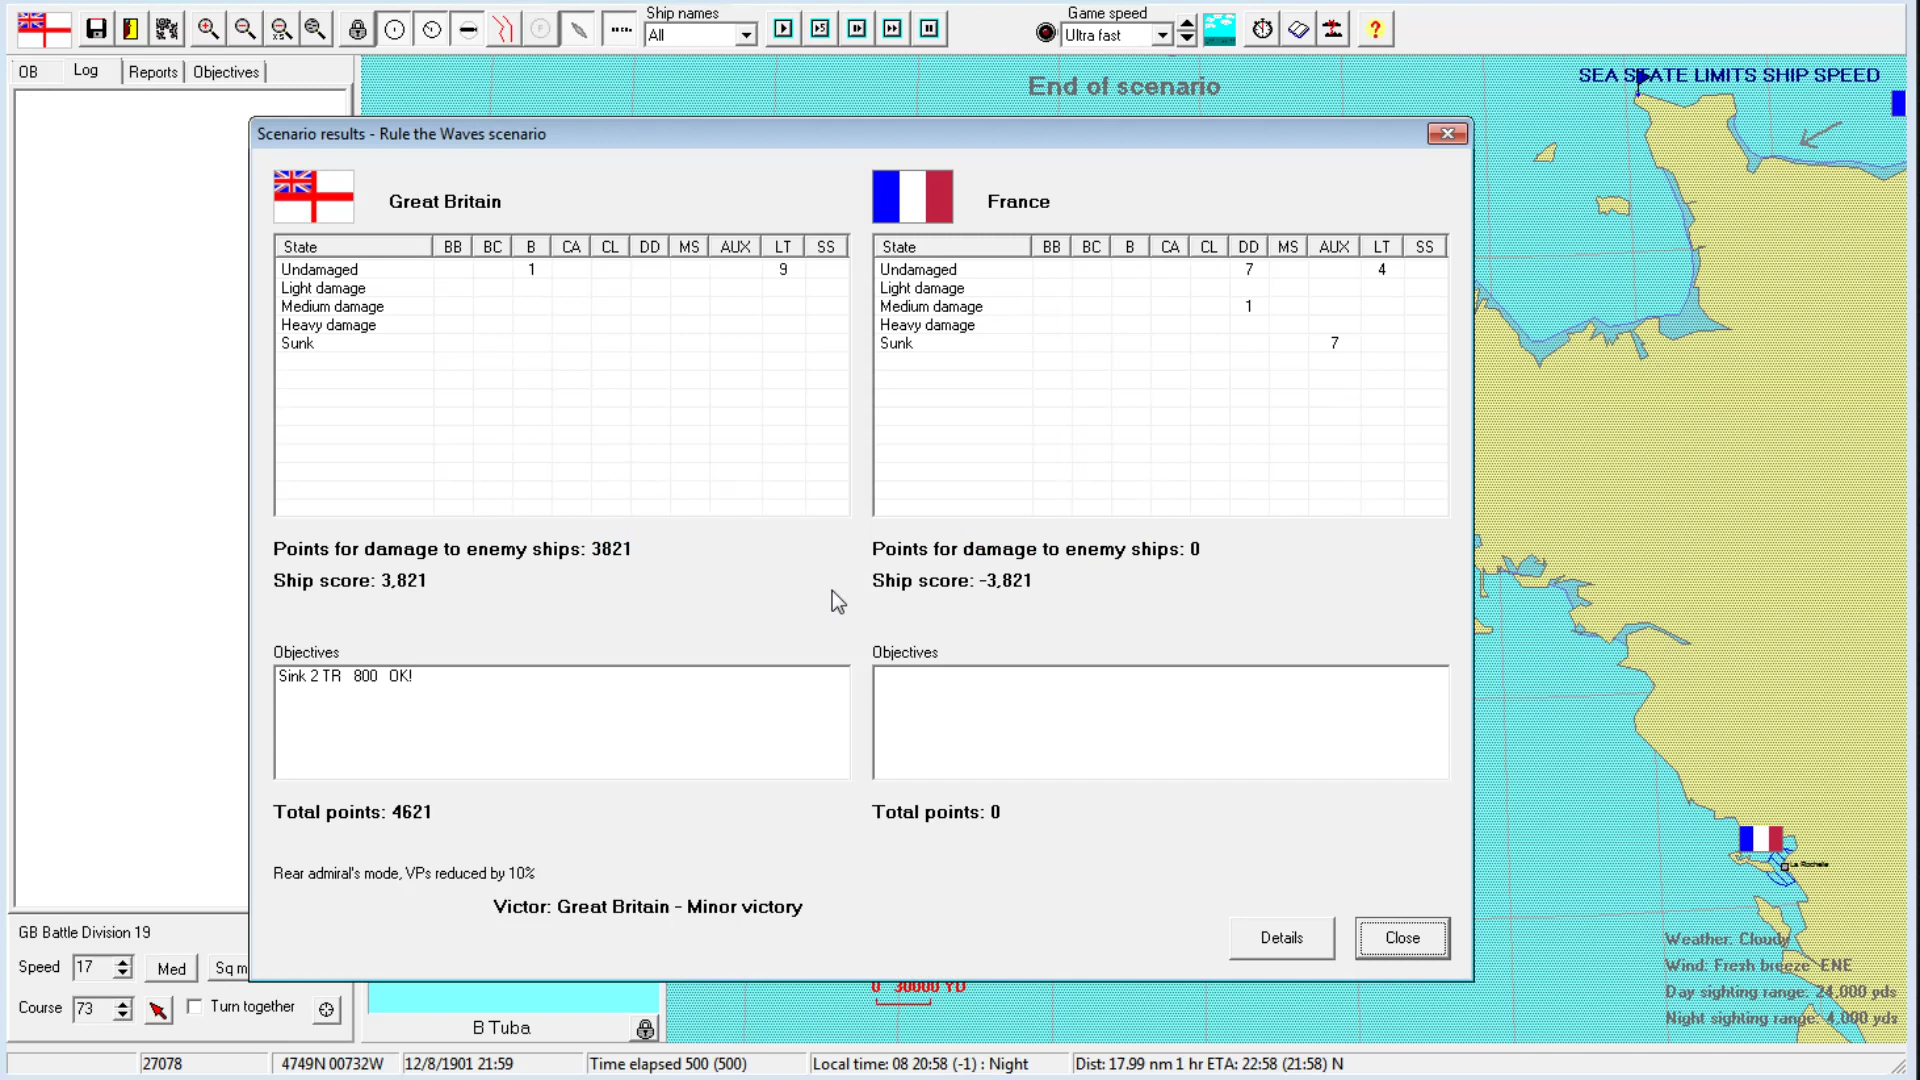 Ship names
All
Game speed
Ultra fast
OB Log Reports Objectives
End of scenario
SEA STATE LIMITS SHIP SPEED
Scenario results - Rule the Waves scenario
Great Britain
France
State BB BC B CA CL DD MS AUX LT SS
Undamaged 1 9
Light damage
Medium damage
Heavy damage
Sunk
State BB BC B CA CL DD MS AUX LT SS
Undamaged 7 4
Light damage
Medium damage 1
Heavy damage
Sunk 7
Points for damage to enemy ships: 3821
Ship score: 3,821
Points for damage to enemy ships: 0
Ship score: -3,821
Objectives
Sink 2 TR 800 OK!
Objectives
Total points: 4621
Total points: 0
Rear admiral's mode, VPs reduced by 10%
Victor: Great Britain - Minor victory
Details
Close
La Rochelle
Weather: Cloudy
Wind: Fresh breeze ENE
Day sighting range: 24,000 yds
Night sighting range: 4,000 yds
GB Battle Division 19
Speed 17 Med Sq m
Course 73 Turn together
0 30000 YD
B Tuba
27078 4749N 00732W 12/8/1901 21:59 Time elapsed 500 (500) Local time: 08 20:58 (-1) : Night Dist: 17.99 nm 1 hr ETA: 22:58 (21:58) N